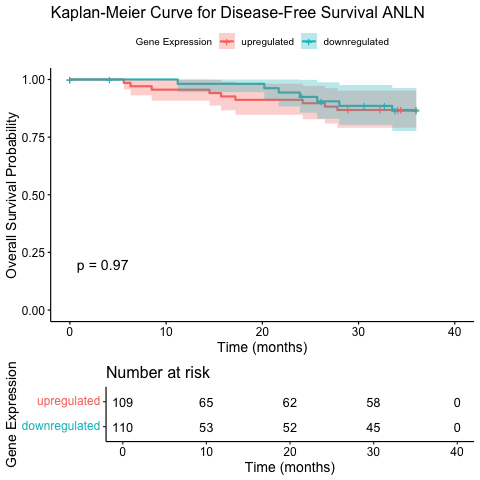 Kaplan-Meier Curve for Disease-Free Survival ANLN
Gene Expression upregulated downregulated
Overall Survival Probability
1.00
0.75
0.50
0.25
0.00
p = 0.97
0 10 20 30 40
Time (months)
Number at risk
Gene Expression
upregulated 109 65 62 58 0
downregulated 110 53 52 45 0
0 10 20 30 40
Time (months)